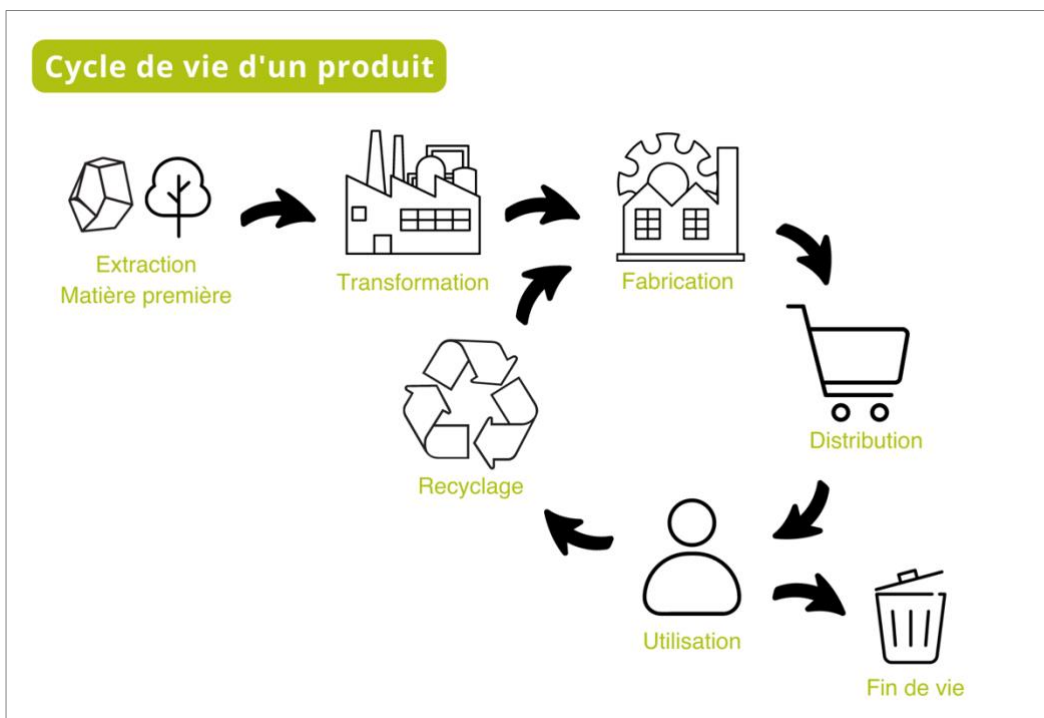 Cycle de vie d'un produit
Extraction
Matière première
Transformation
Fabrication
Distribution
Recyclage
Utilisation
Fin de vie